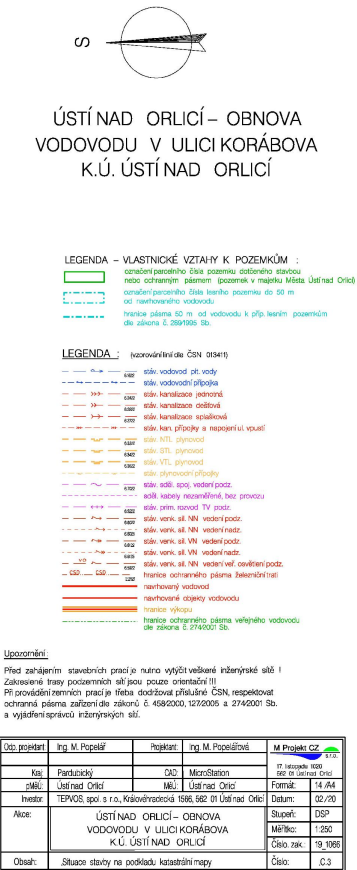 S
ÚSTÍ NAD ORLICÍ – OBNOVA
VODOVODU V ULICI KORÁBOVA
K.Ú. ÚSTÍ NAD ORLICÍ
LEGENDA – VLASTNICKÉ VZTAHY K POZEMKŮM :
označení parcelního čísla pozemku dotčeného stavbou
nebo ochranným pásmem (pozemek v majetku Města Ústí nad Orlicí)
označení parcelního čísla lesního pozemku do 50 m
od navrhovaného vodovodu
hranice pásma 50 m od vodovodu k příp. lesním pozemkům
dle zákona č. 289/1995 Sb.
LEGENDA : (vzorování linií dle ČSN 013411)
stáv. vodovod pit. vody
stáv. vodovodní přípojka
stáv. kanalizace jednotná
stáv. kanalizace dešťová
stáv. kanalizace splašková
stáv. kan. přípojky a napojení ul. vpustí
stáv. NTL plynovod
stáv. STL plynovod
stáv. VTL plynovod
stáv. plynovodní přípojky
stáv. sděl. spoj. vedení podz.
sděl. kabely nezaměřené, bez provozu
stáv. prim. rozvod TV podz.
stáv. venk. sil. NN vedení podz.
stáv. venk. sil. NN vedení nadz.
stáv. venk. sil. VN vedení podz.
stáv. venk. sil. VN vedení nadz.
VO stáv. venk. sil. NN vedení veř. osvětlení podz.
ČSD ČSD hranice ochranného pásma železniční trati
navrhovaný vodovod
navrhované objekty vodovodu
hranice výkopu
hranice ochranného pásma veřejného vodovodu
dle zákona č. 274/2001 Sb.
Upozornění :
Před zahájením stavebních prací je nutno vytýčit veškeré inženýrské sítě !
Zakreslené trasy podzemních sítí jsou pouze orientační !!!
Při provádění zemních prací je třeba dodržovat příslušné ČSN, respektovat
ochranná pásma zařízení dle zákonů č. 458/2000, 127/2005 a 274/2001 Sb.
a vyjádření správců inženýrských sítí.
Odp. projektant: Ing. M. Popelář Projektant: Ing. M. Popelářová M Projekt CZ s.r.o.
17. listopadu 1020
562 01 Ústí nad Orlicí
Kraj: Pardubický CAD: MicroStation
pMěÚ: Ústí nad Orlicí MěÚ: Ústí nad Orlicí Formát: 14 /A4
Investor: TEPVOS, spol. s r.o., Královéhradecká 1566, 562 01 Ústí nad Orlicí Datum: 02/20
Akce: ÚSTÍ NAD ORLICÍ – OBNOVA Stupeň: DSP
VODOVODU V ULICI KORÁBOVA Měřítko: 1:250
K.Ú. ÚSTÍ NAD ORLICÍ Číslo. zak.: 19_1066
Obsah: ,Situace stavby na podkladu katastrální mapy Číslo: ,C.3